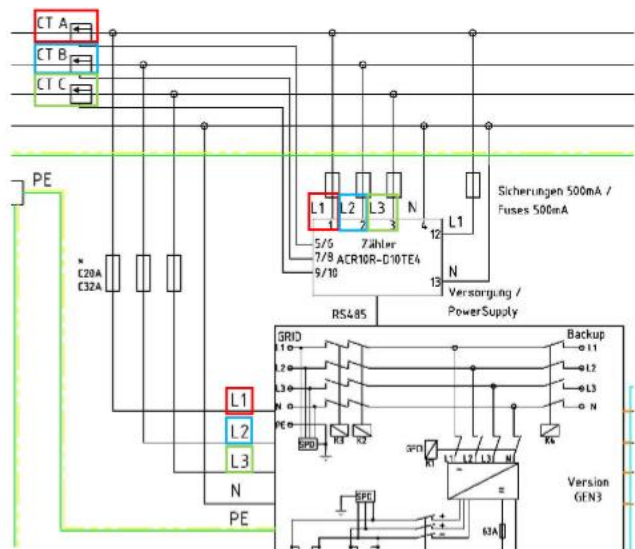 CT A
CT B
CT C
PE
Sicherungen 500mA /
Fuses 500mA
L1 L2 L3 N L1
1 2 3 4 12
5/6 Zähler
7/8 ACR10R-D10TE4
9/10 13 N
C20A
C32A
Versorgung /
PowerSupply
RS485
GRID Backup
L1 L1
L2 L2
L3 L3
N N
PE
SPD K3 K2 K4
L1
L2
L3
N
PE
K1 L1 L2 L3 N
SPD
Version
GEN3
63A